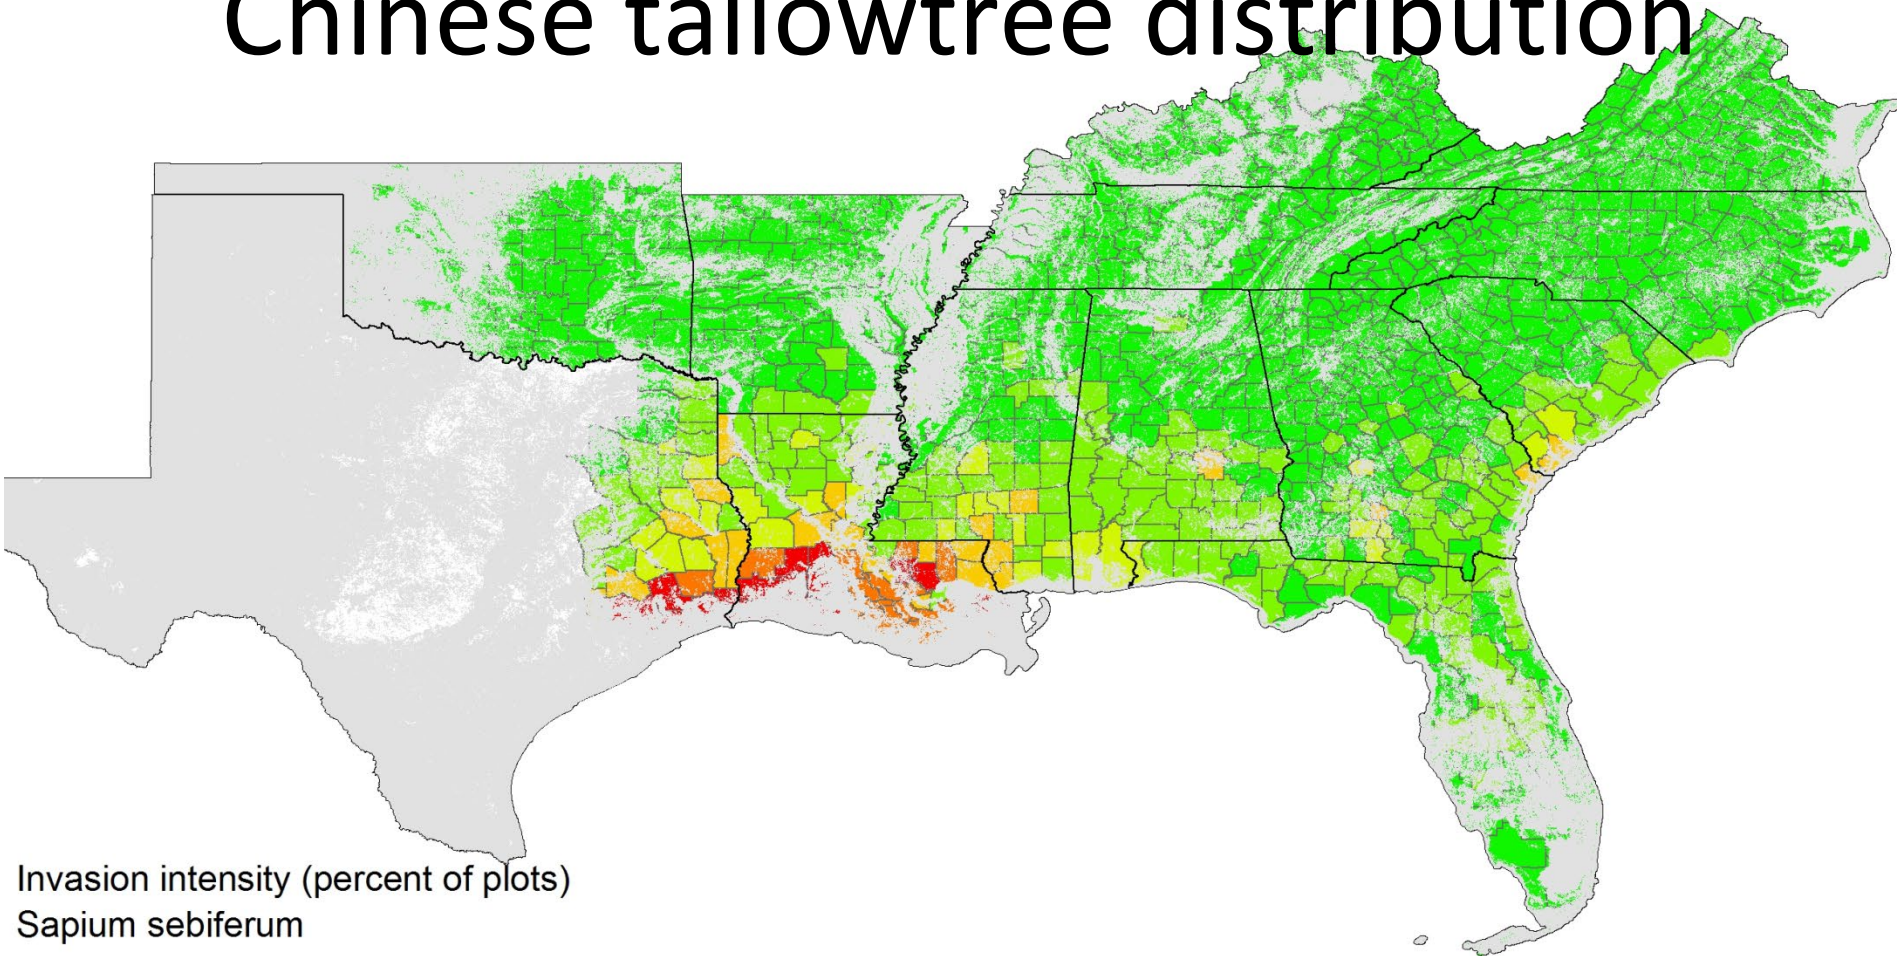 Chinese tallowtree distribution
Invasion intensity (percent of plots)
Sapium sebiferum